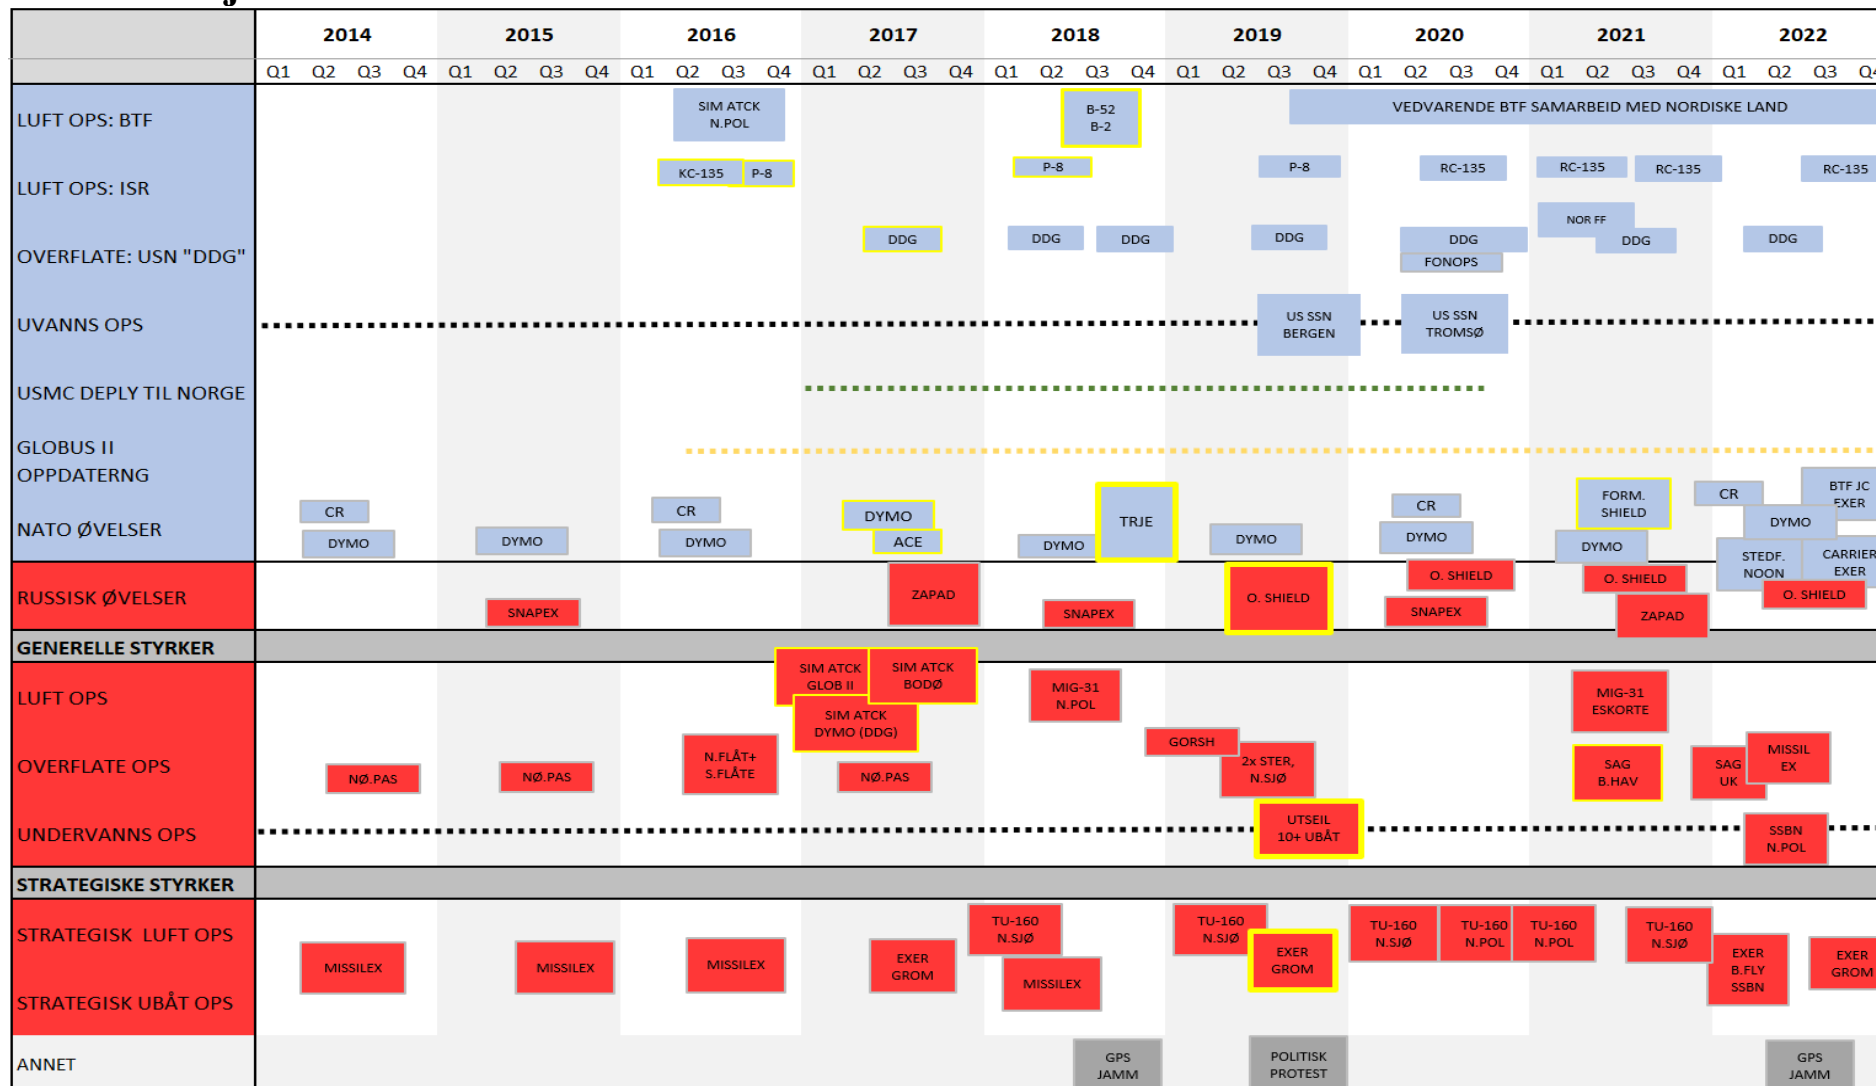 2014 2015 2016 2017 2018 2019 2020 2021 2022
Q1 Q2 Q3 Q4 Q1 Q2 Q3 Q4 Q1 Q2 Q3 Q4 Q1 Q2 Q3 Q4 Q1 Q2 Q3 Q4 Q1 Q2 Q3 Q4 Q1 Q2 Q3 Q4 Q1 Q2 Q3 Q4 Q1 Q2 Q3 Q4
LUFT OPS: BTF
SIM ATCK
N.POL
B-52
B-2
VEDVARENDE BTF SAMARBEID MED NORDISKE LAND
LUFT OPS: ISR
KC-135
P-8
P-8
P-8
RC-135
RC-135
RC-135
RC-135
OVERFLATE: USN "DDG"
DDG
DDG
DDG
DDG
DDG
FONOPS
NOR FF
DDG
DDG
UVANNS OPS
US SSN
BERGEN
US SSN
TROMSØ
USMC DEPLY TIL NORGE
GLOBUS II
OPPDATERNG
NATO ØVELSER
CR
DYMO
DYMO
CR
DYMO
DYMO
ACE
DYMO
TRJE
DYMO
CR
DYMO
FORM.
SHIELD
DYMO
CR
BTF JC
EXER
DYMO
STEDF.
NOON
CARRIER
EXER
RUSSISK ØVELSER
SNAPEX
ZAPAD
SNAPEX
O. SHIELD
O. SHIELD
SNAPEX
O. SHIELD
ZAPAD
O. SHIELD
GENERELLE STYRKER
LUFT OPS
SIM ATCK
GLOB II
SIM ATCK
BODØ
SIM ATCK
DYMO (DDG)
MIG-31
N.POL
MIG-31
ESKORTE
OVERFLATE OPS
NØ.PAS
NØ.PAS
N.FLÅT+
S.FLÅTE
NØ.PAS
GORSH
2x STER,
N.SJØ
SAG
B.HAV
SAG
UK
MISSIL
EX
UNDERVANNS OPS
UTSEIL
10+ UBÅT
SSBN
N.POL
STRATEGISKE STYRKER
STRATEGISK LUFT OPS
TU-160
N.SJØ
TU-160
N.SJØ
TU-160
N.SJØ
TU-160
N.POL
TU-160
N.POL
TU-160
N.SJØ
STRATEGISK UBÅT OPS
MISSILEX
MISSILEX
MISSILEX
EXER
GROM
MISSILEX
EXER
GROM
EXER
B.FLY
SSBN
EXER
GROM
ANNET
GPS
JAMM
POLITISK
PROTEST
GPS
JAMM